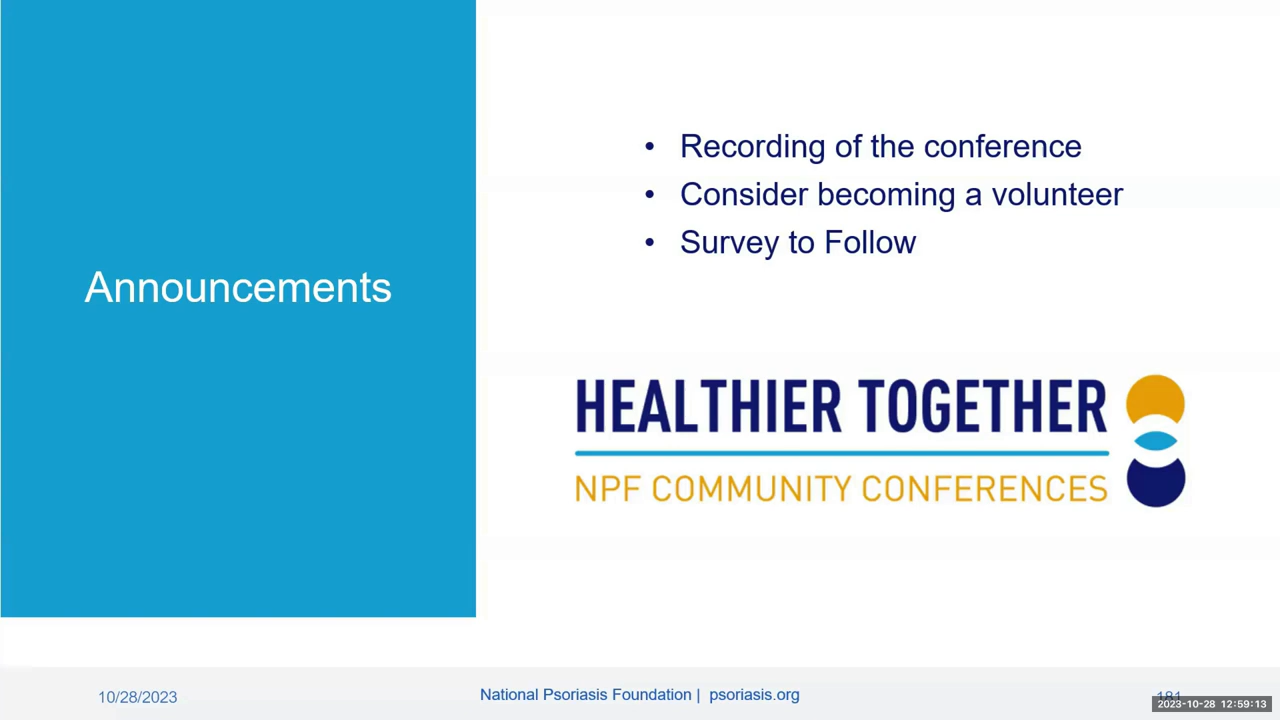 Announcements
• Recording of the conference
• Consider becoming a volunteer
• Survey to Follow
HEALTHIER TOGETHER
NPF COMMUNITY CONFERENCES
10/28/2023
National Psoriasis Foundation | psoriasis.org
181
2023-10-28 12:59:13